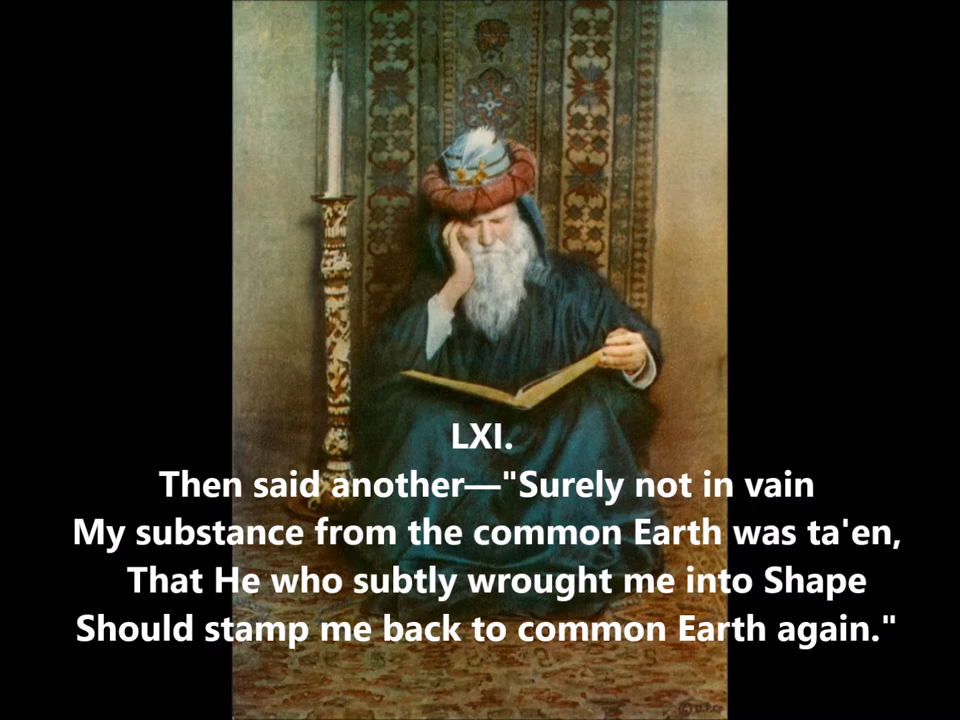 LXI.
Then said another—"Surely not in vain
My substance from the common Earth was ta'en,
That He who subtly wrought me into Shape
Should stamp me back to common Earth again."